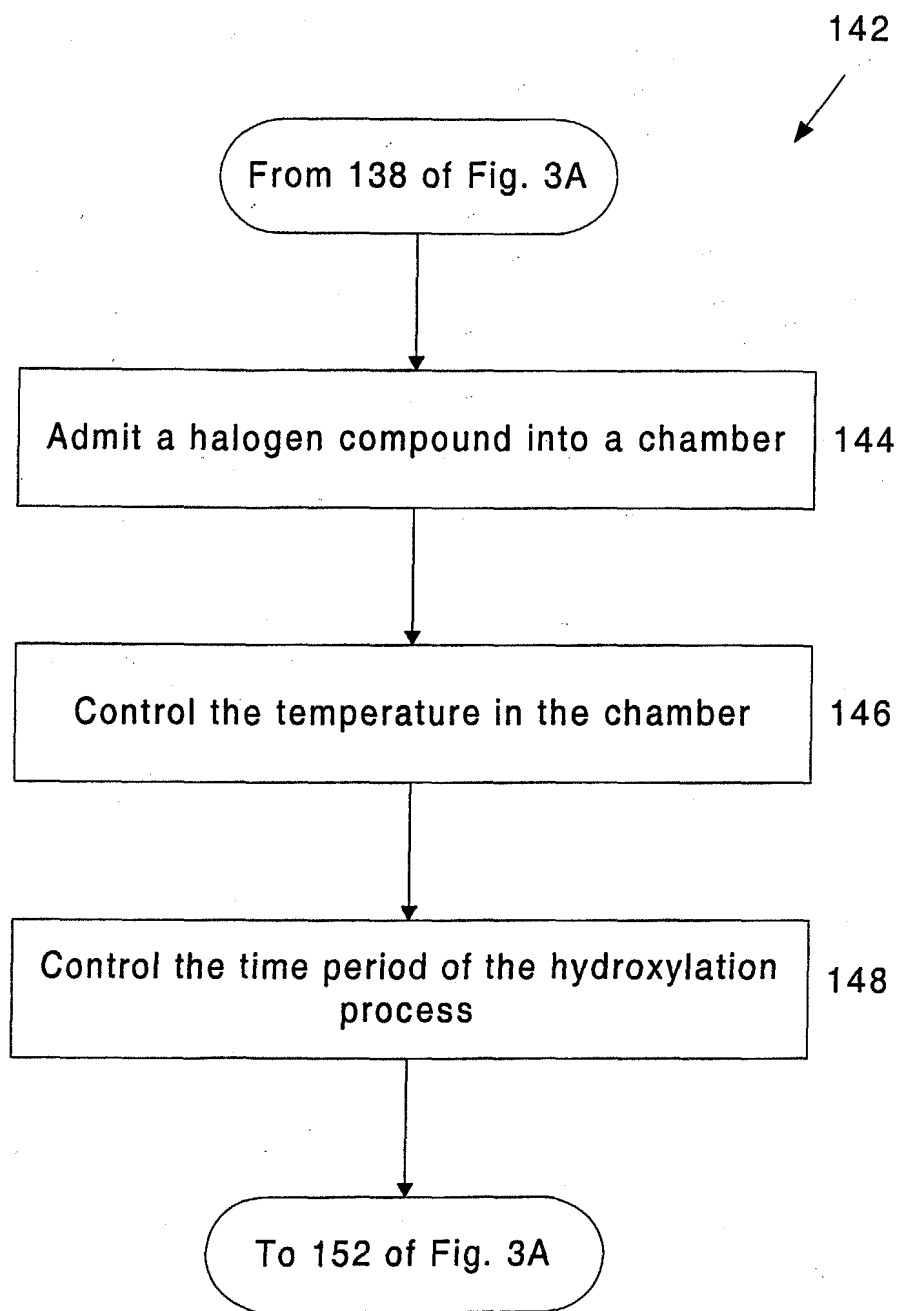 142
From 138 of Fig. 3A
Admit a halogen compound into a chamber
144
Control the temperature in the chamber
146
Control the time period of the hydroxylation
process
148
To 152 of Fig. 3A